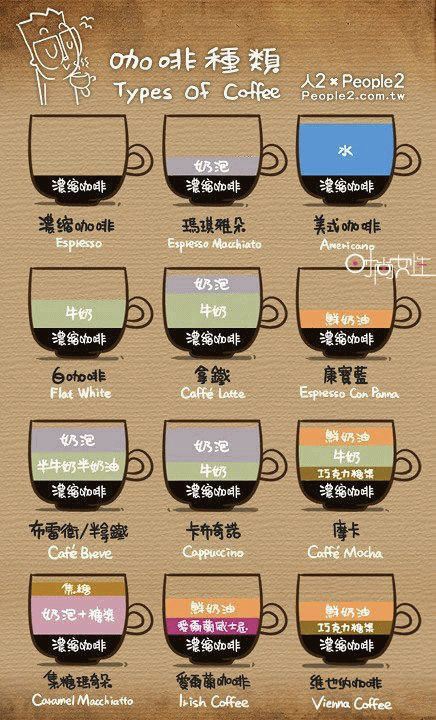 咖啡種類
Types Of Coffee
人2 × People2
People2.com.tw
濃縮咖啡
濃縮咖啡
Espresso
奶泡
濃縮咖啡
瑪琪雅朵
Espresso Macchiato
水
濃縮咖啡
美式咖啡
Americano
时尚女性
牛奶
濃縮咖啡
白咖啡
Flat White
奶泡
牛奶
濃縮咖啡
拿鐵
Caffé Latte
鮮奶油
濃縮咖啡
康寶藍
Espresso Con Panna
奶泡
半牛奶半奶油
濃縮咖啡
布雷衛/半拿鐵
Café Breve
奶泡
牛奶
濃縮咖啡
卡布奇諾
Cappuccino
鮮奶油
牛奶
巧克力糖漿
濃縮咖啡
摩卡
Caffé Mocha
焦糖
奶泡+糖漿
濃縮咖啡
焦糖瑪奇朵
Caramel Macchiatto
鮮奶油
愛爾蘭威士忌
濃縮咖啡
愛爾蘭咖啡
Irish Coffee
鮮奶油
巧克力糖漿
濃縮咖啡
維也納咖啡
Vienna Coffee